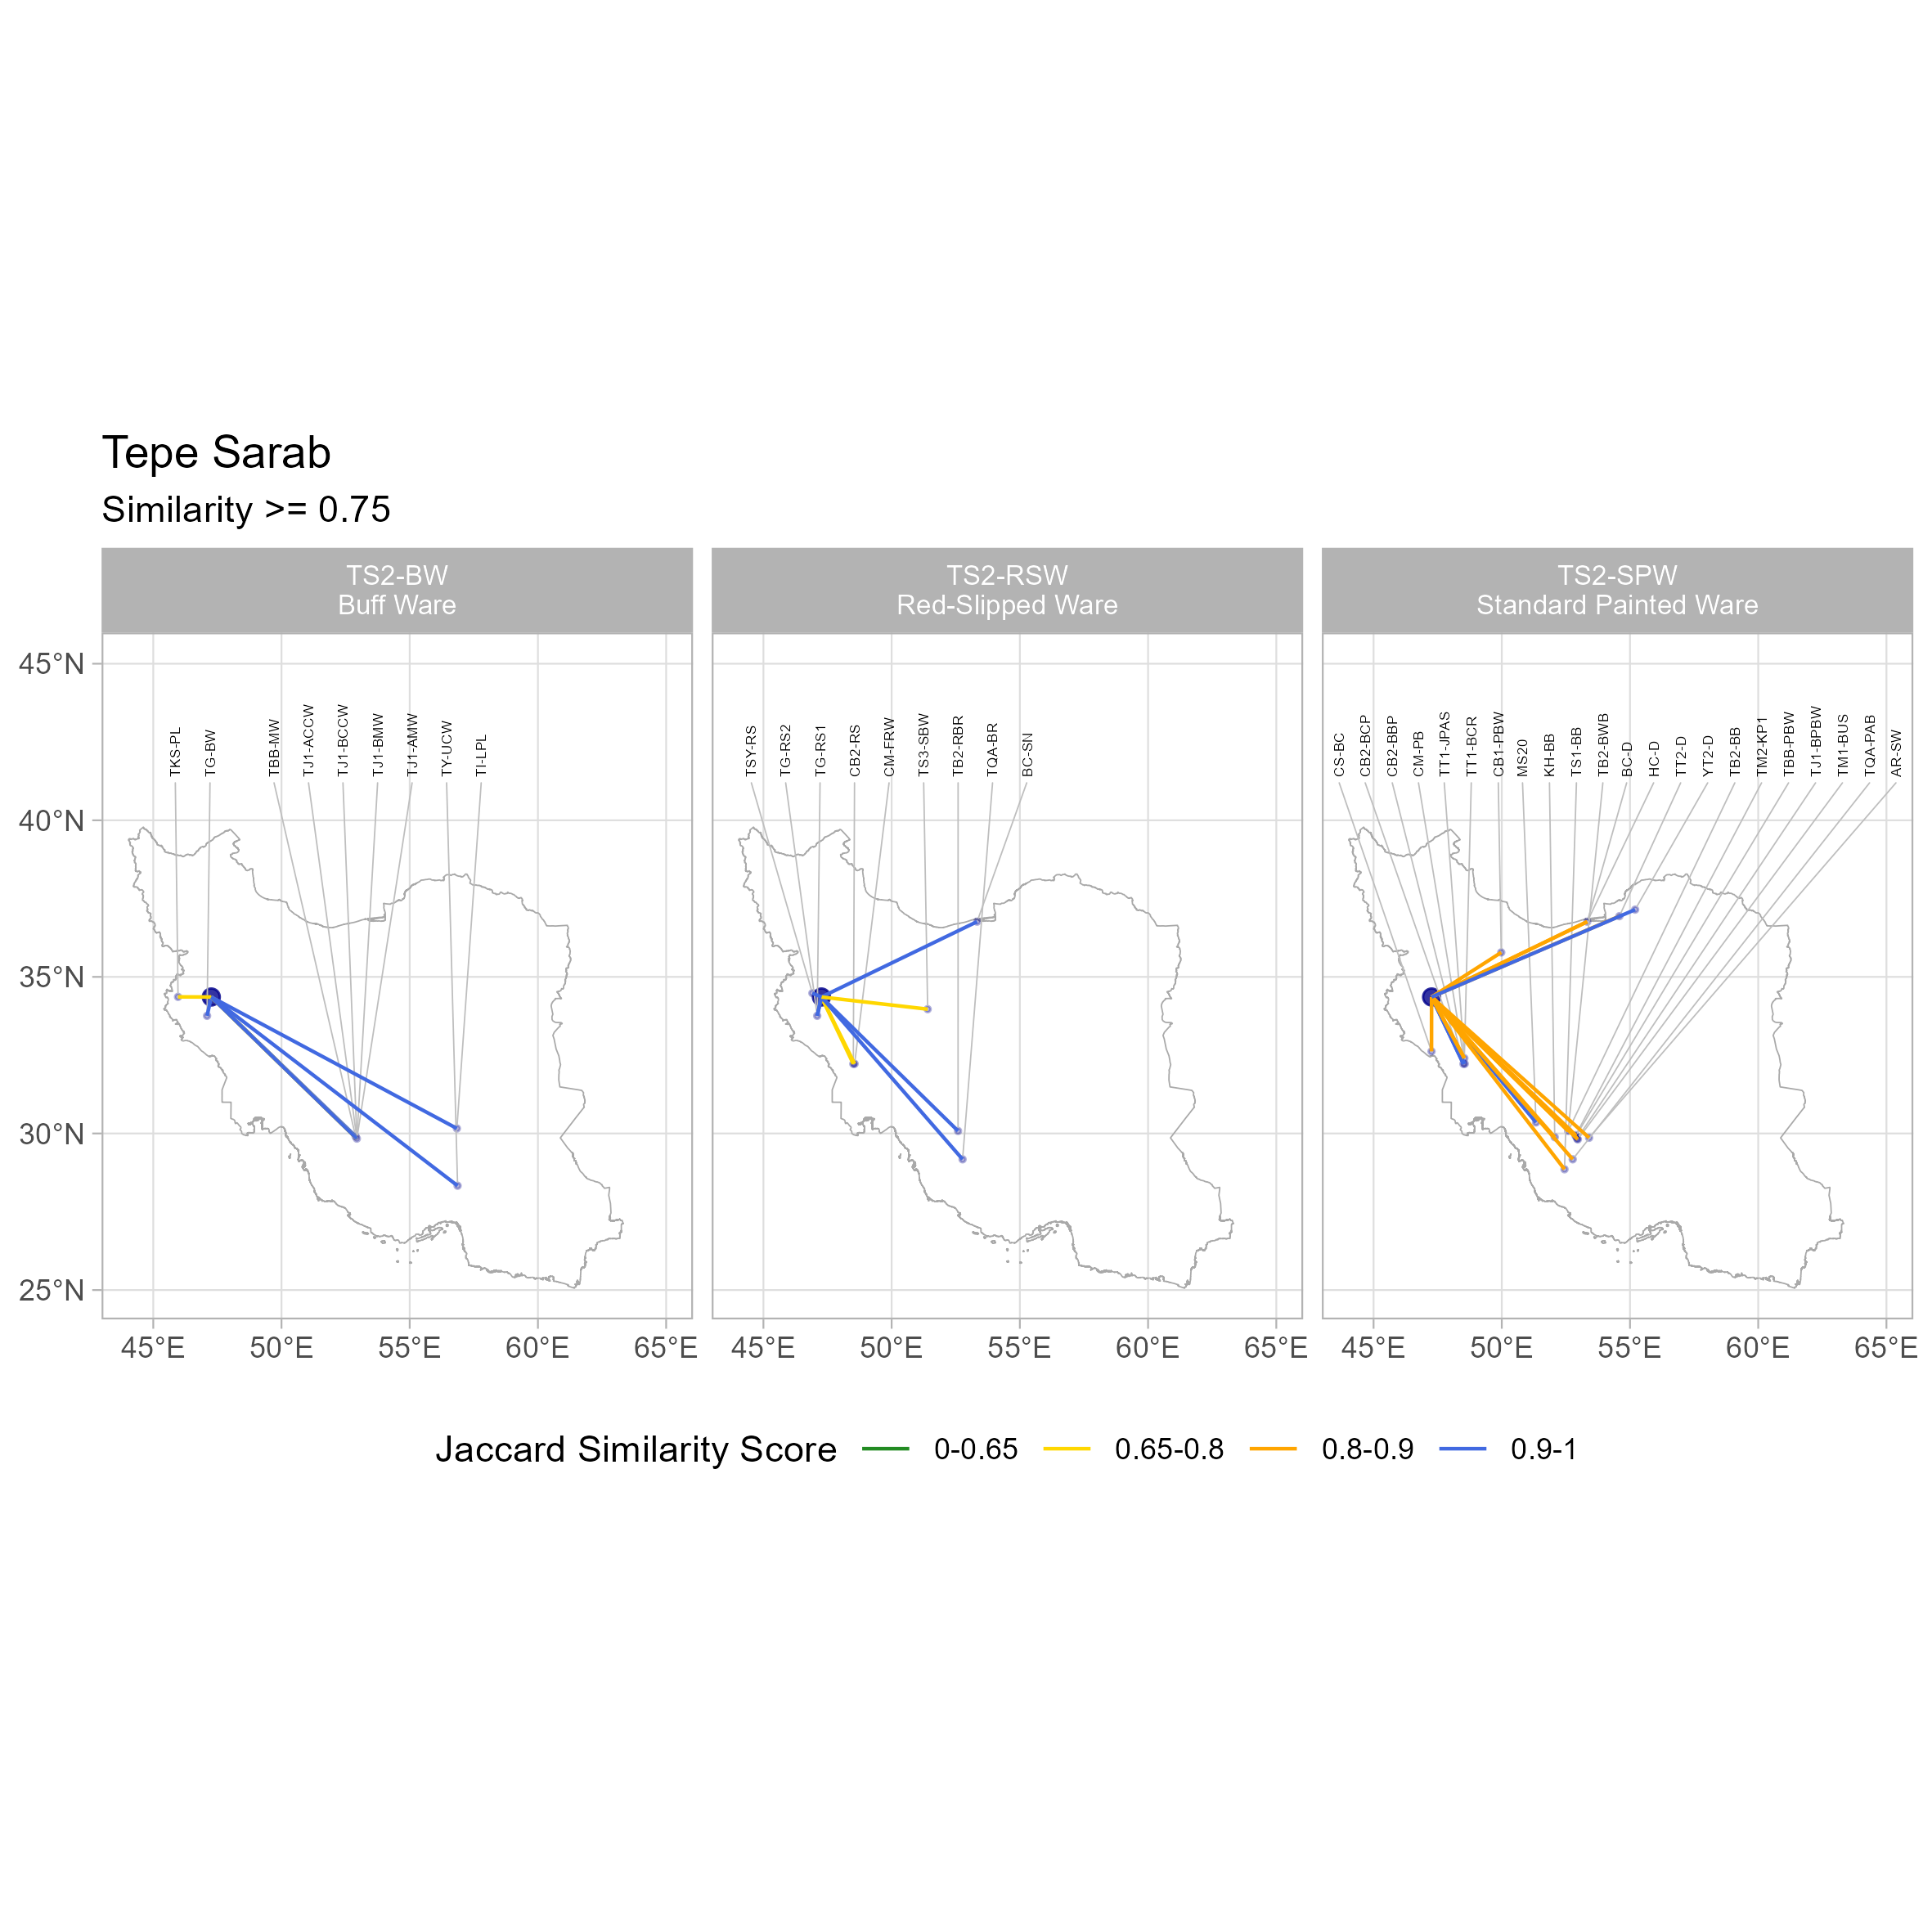 Tepe Sarab
Similarity >= 0.75
TS2-BW
Buff Ware
TS2-RSW
Red-Slipped Ware
TS2-SPW
Standard Painted Ware
45°N
40°N
35°N
30°N
25°N
TKS-PL
TG-BW
TBB-MW
TJ1-ACCW
TJ1-BCCW
TJ1-BMW
TJ1-AMW
TY-UCW
TI-LPL
TSY-RS
TG-RS2
TG-RS1
CB2-RS
CM-FRW
TS3-SBW
TB2-RBR
TQA-BR
BC-SN
CS-BC
CB2-BCP
CB2-BBP
CM-PB
TT1-JPAS
TT1-BCR
CB1-PBW
MS20
KH-BB
TS1-BB
TB2-BWB
BC-D
HC-D
TT2-D
YT2-D
TB2-BB
TM2-KP1
TBB-PBW
TJ1-BPBW
TM1-BUS
TQA-PAB
AR-SW
45°E 50°E 55°E 60°E 65°E
45°E 50°E 55°E 60°E 65°E
45°E 50°E 55°E 60°E 65°E
Jaccard Similarity Score 0-0.65 0.65-0.8 0.8-0.9 0.9-1